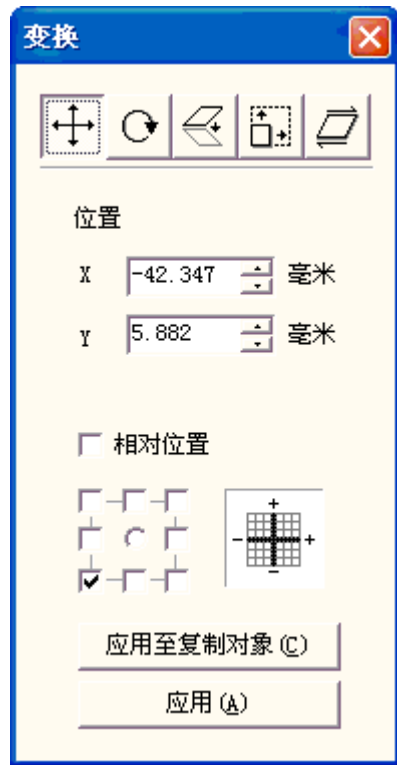 变换
位置
X -42.347 毫米
Y 5.882 毫米
相对位置
+
- +
-
应用至复制对象(C)
应用(A)